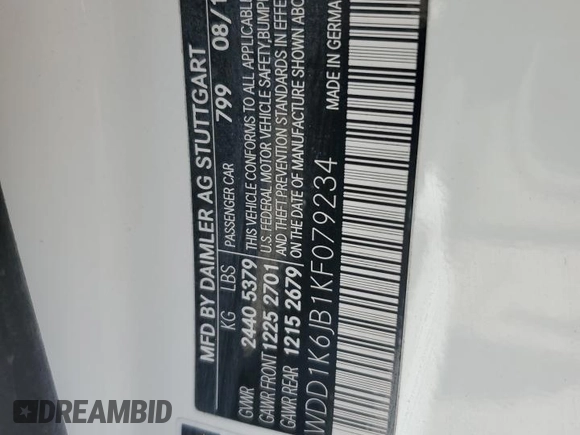 MFD BY DAIMLER AG STUTTGART
KG LBS PASSENGER CAR 799 08/1
GVWR 2440 5379 THIS VEHICLE CONFORMS TO ALL APPLICABLE
GAWR FRONT 1225 2701 U.S. FEDERAL MOTOR VEHICLE SAFETY, BUMP
GAWR REAR 1215 2679 AND THEFT PREVENTION STANDARDS IN EFFE
ON THE DATE OF MANUFACTURE SHOWN ABO
WDD1K6JB1KF079234 MADE IN GERMA
DREAMBID